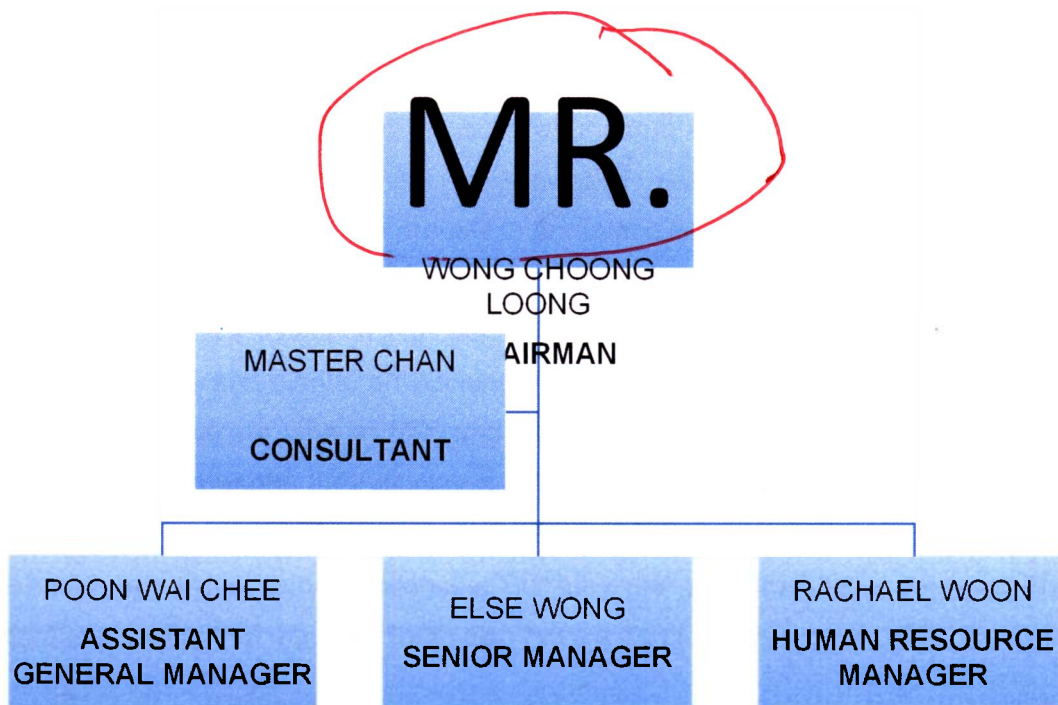 MR.
WONG CHOONG
LOONG
AIRMAN
MASTER CHAN
CONSULTANT
POON WAI CHEE
ASSISTANT
GENERAL MANAGER
ELSE WONG
SENIOR MANAGER
RACHAEL WOON
HUMAN RESOURCE
MANAGER